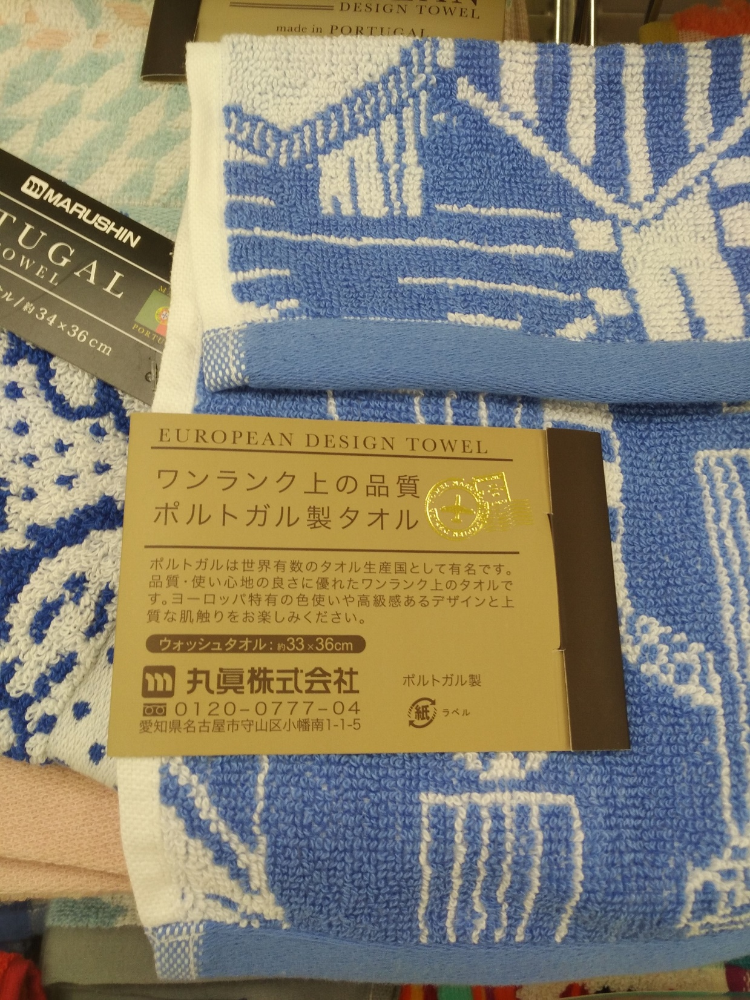 DESIGN TOWEL
made in PORTUGAL
MARUSHIN
TUGAL
OWEL
ル/約34×36cm
EUROPEAN DESIGN TOWEL
ワンランク上の品質
ポルトガル製タオル
ポルトガルは世界有数のタオル生産国として有名です。
品質・使い心地の良さに優れたワンランク上のタオルで
す。ヨーロッパ特有の色使いや高級感あるデザインと上
質な肌触りをお楽しみください。
ウォッシュタオル:約33×36cm
丸眞株式会社
0120-0777-04
愛知県名古屋市守山区小幡南1-1-5
ポルトガル製
紙 ラベル